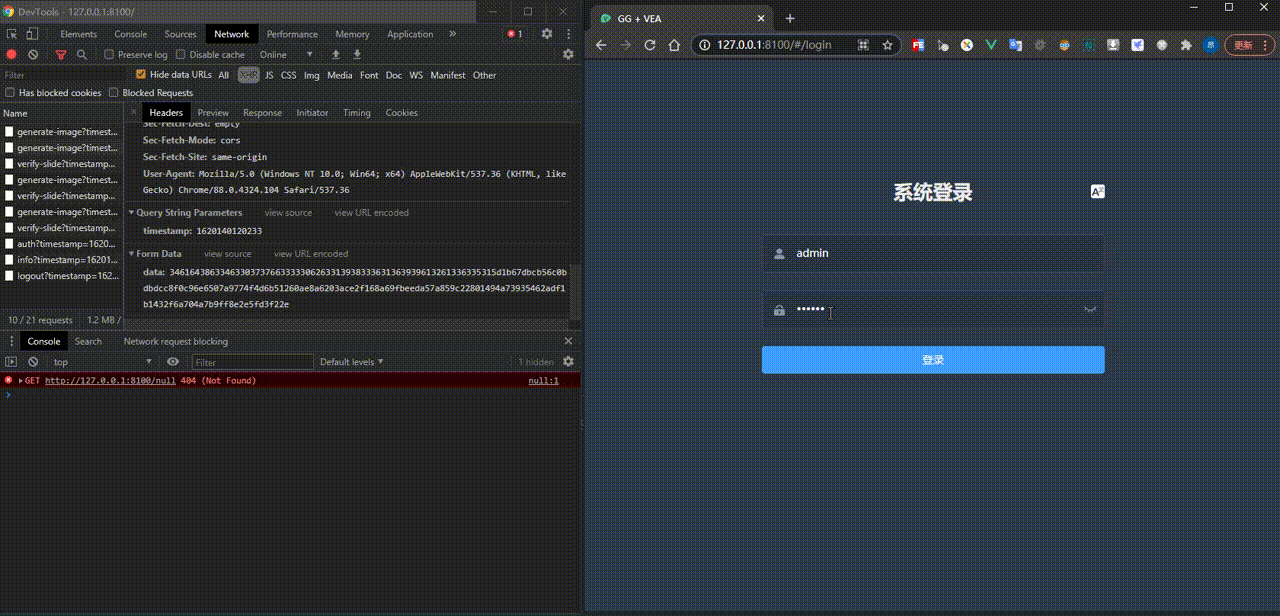 DevTools - 127.0.0.1:8100/
Elements Console Sources Network Performance Memory Application » 1
Preserve log Disable cache Online
Filter Hide data URLs All XHR JS CSS Img Media Font Doc WS Manifest Other
Has blocked cookies Blocked Requests
Name
generate-image?timest...
generate-image?timest...
verify-slide?timestamp...
generate-image?timest...
verify-slide?timestamp...
generate-image?timest...
verify-slide?timestamp...
auth?timestamp=1620...
info?timestamp=16201...
logout?timestamp=162...
10 / 21 requests 1.2 MB /
× Headers Preview Response Initiator Timing Cookies
Sec-Fetch-Dest: empty
Sec-Fetch-Mode: cors
Sec-Fetch-Site: same-origin
User-Agent: Mozilla/5.0 (Windows NT 10.0; Win64; x64) AppleWebKit/537.36 (KHTML, like
Gecko) Chrome/88.0.4324.104 Safari/537.36
Query String Parameters view source view URL encoded
timestamp: 1620140120233
Form Data view source view URL encoded
Console Search Network request blocking
top Filter Default levels 1 hidden
GET http://127.0.0.1:8100/null 404 (Not Found) null:1
GG + VEA
127.0.0.1:8100/#/login
更新
系统登录
admin
••••••
登录